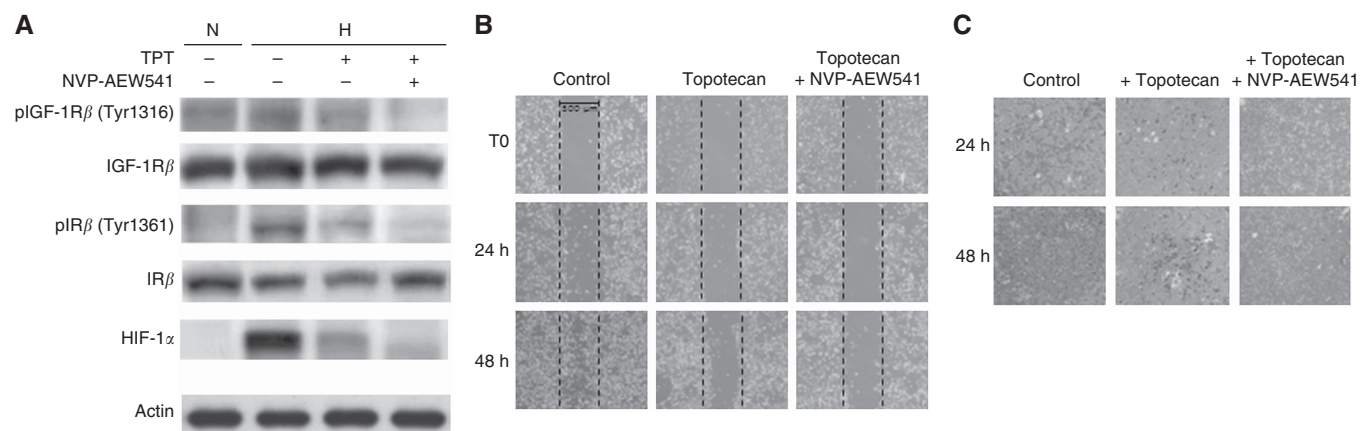 A
N H
TPT – – + +
NVP-AEW541 – – – +
pIGF-1Rβ (Tyr1316)
IGF-1Rβ
pIRβ (Tyr1361)
IRβ
HIF-1α
Actin
B
Control Topotecan Topotecan
+ NVP-AEW541
T0
24 h
48 h
C
Control + Topotecan + Topotecan
+ NVP-AEW541
24 h
48 h